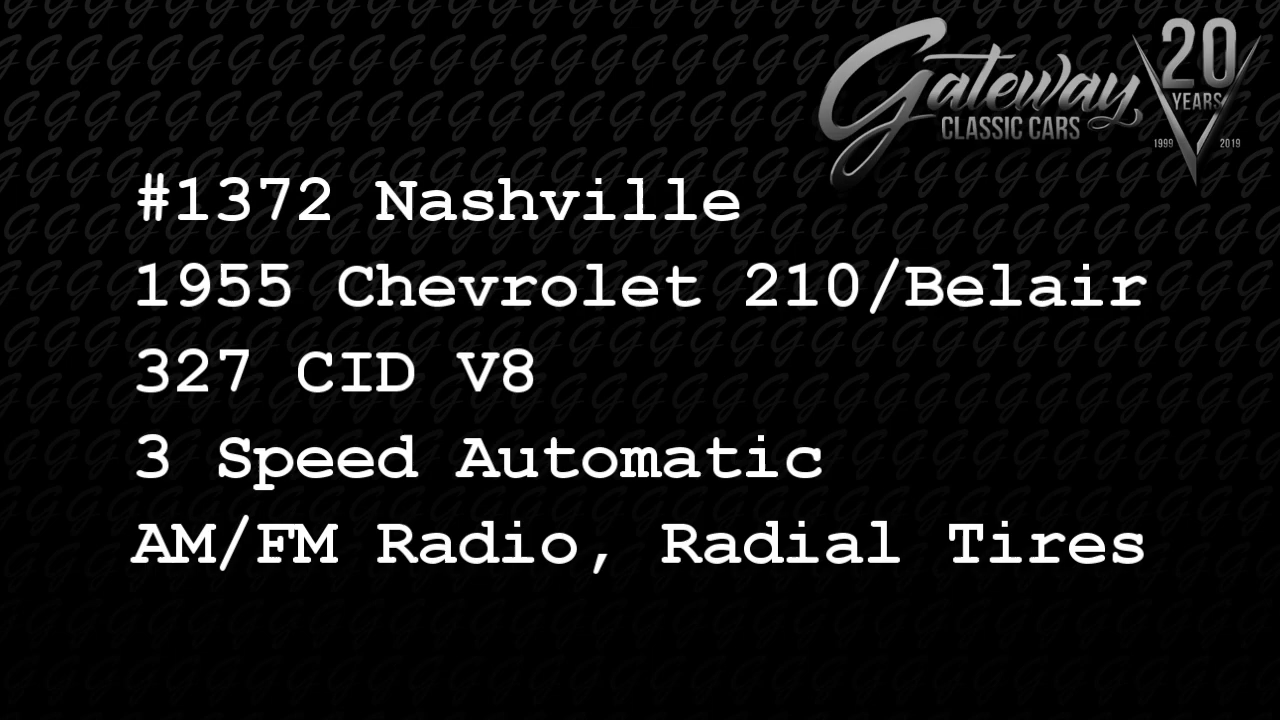 Gateway
CLASSIC CARS
20
YEARS
1999 2019
#1372 Nashville
1955 Chevrolet 210/Belair
327 CID V8
3 Speed Automatic
AM/FM Radio, Radial Tires